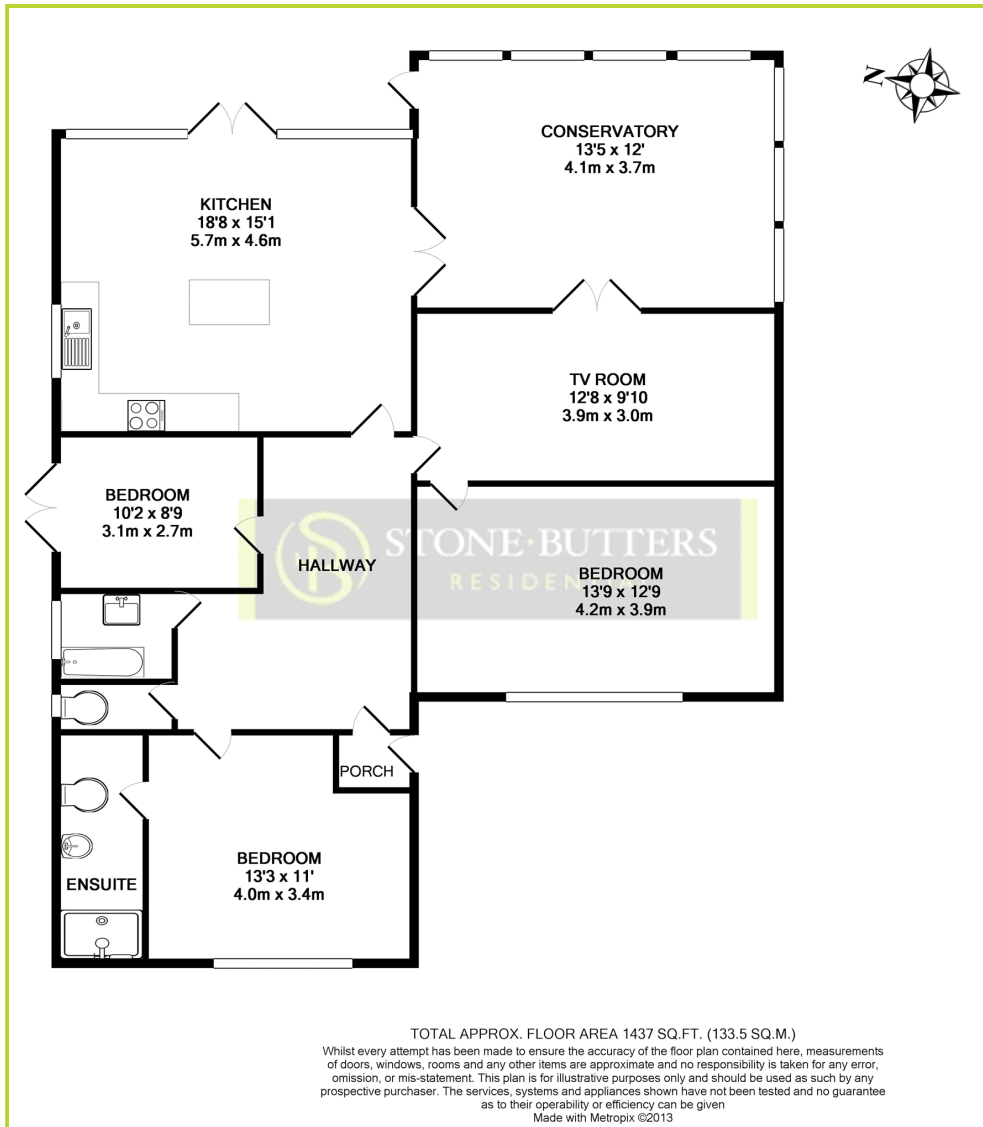 N
CONSERVATORY
13'5 x 12'
4.1m x 3.7m
KITCHEN
18'8 x 15'1
5.7m x 4.6m
TV ROOM
12'8 x 9'10
3.9m x 3.0m
BEDROOM
10'2 x 8'9
3.1m x 2.7m
HALLWAY
STONE·BUTTERS
RESIDENTIAL
BEDROOM
13'9 x 12'9
4.2m x 3.9m
PORCH
BEDROOM
13'3 x 11'
4.0m x 3.4m
ENSUITE
TOTAL APPROX. FLOOR AREA 1437 SQ.FT. (133.5 SQ.M.)
Whilst every attempt has been made to ensure the accuracy of the floor plan contained here, measurements
of doors, windows, rooms and any other items are approximate and no responsibility is taken for any error,
omission, or mis-statement. This plan is for illustrative purposes only and should be used as such by any
prospective purchaser. The services, systems and appliances shown have not been tested and no guarantee
as to their operability or efficiency can be given
Made with Metropix ©2013